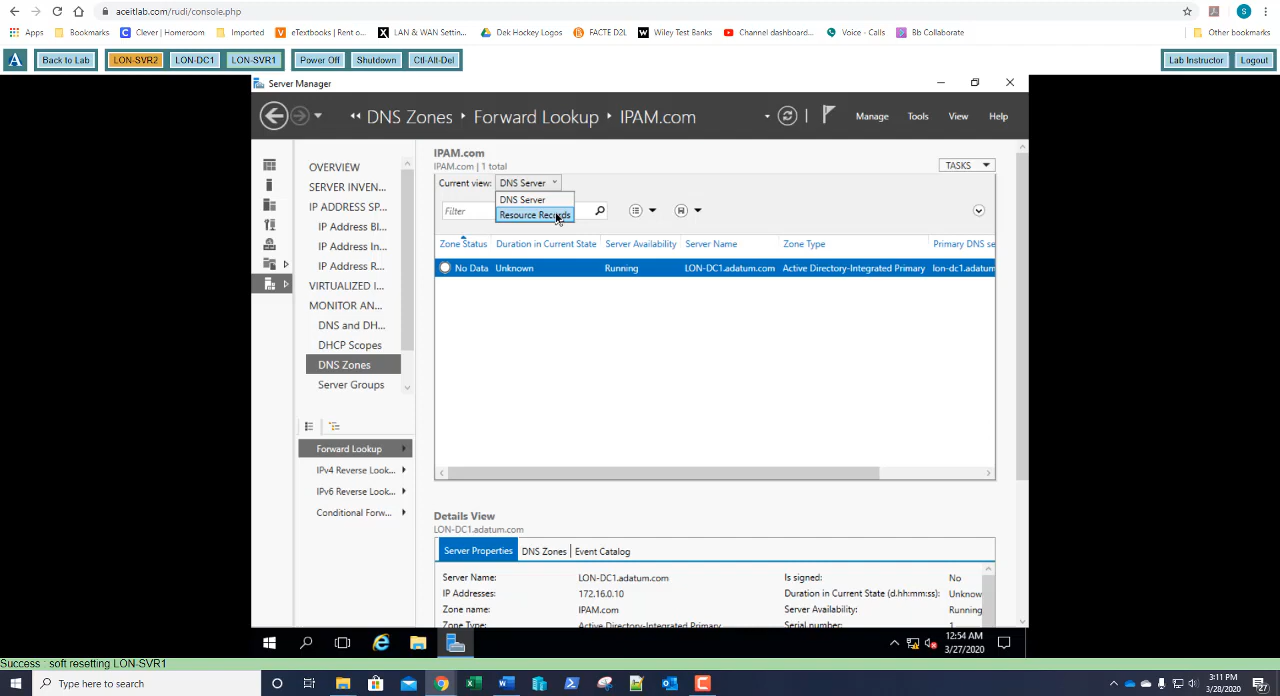 aceitlab.com/rudi/console.php
Apps Bookmarks Clever | Homeroom Imported eTextbooks | Rent o... LAN & WAN Settin... Dek Hockey Logos FACTE D2L Wiley Test Banks Channel dashboard... Voice - Calls Bb Collaborate Other bookmarks
Back to Lab LON-SVR2 LON-DC1 LON-SVR1 Power Off Shutdown Ctl-Alt-Del Lab Instructor Logout
Server Manager
DNS Zones Forward Lookup IPAM.com Manage Tools View Help
IPAM.com
IPAM.com | 1 total
TASKS
Current view: DNS Server
DNS Server
Resource Records
Filter
Zone Status Duration in Current State Server Availability Server Name Zone Type Primary DNS se
No Data Unknown Running LON-DC1.adatum.com Active Directory-Integrated Primary lon-dc1.adatum
OVERVIEW
SERVER INVEN...
IP ADDRESS SP...
IP Address Bl...
IP Address In...
IP Address R...
VIRTUALIZED I...
MONITOR AN...
DNS and DH...
DHCP Scopes
DNS Zones
Server Groups
Forward Lookup
IPv4 Reverse Look...
IPv6 Reverse Look...
Conditional Forw...
Details View
LON-DC1.adatum.com
Server Properties DNS Zones Event Catalog
Server Name: LON-DC1.adatum.com Is signed: No
IP Addresses: 172.16.0.10 Duration in Current State (d.hh:mm:ss): Unknow
Zone name: IPAM.com Server Availability: Running
Zone Type: Active Directory-Integrated Primary Serial number: 1
12:54 AM
3/27/2020
Success : soft resetting LON-SVR1
Type here to search
3:11 PM
3/28/2020
27